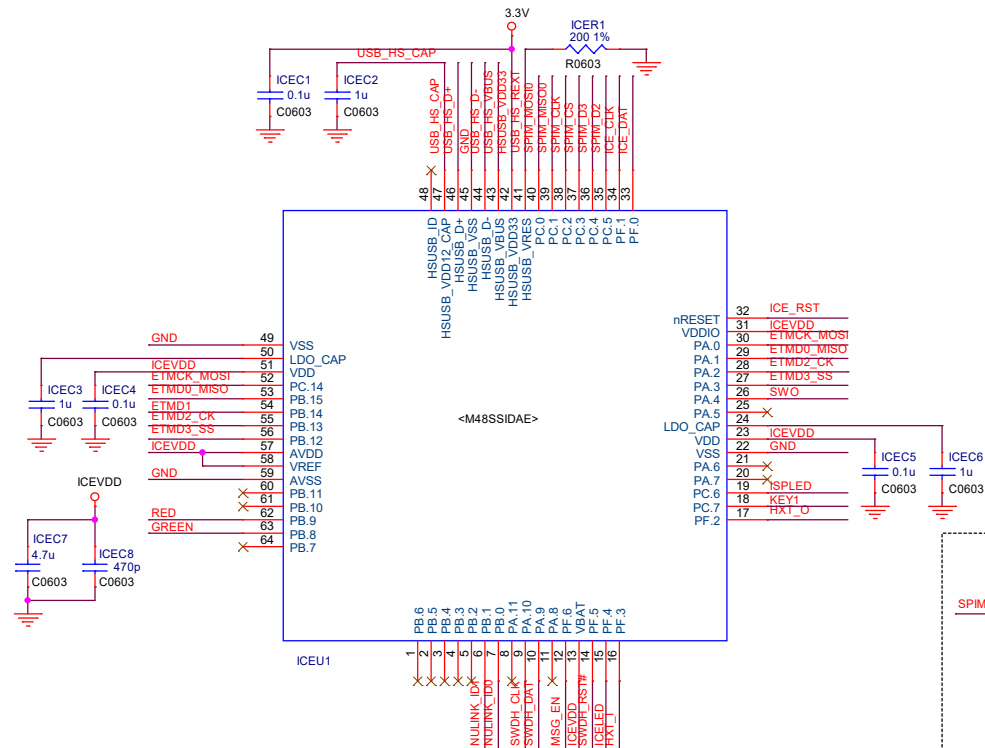 3.3V
ICER1
200 1%
R0603
USB_HS_CAP
ICEC1
0.1u
C0603
ICEC2
1u
C0603
USB_HS_CAP
USB_HS_D+
GND
USB_HS_D-
USB_HS_VBUS
HSUSB_VDD33
USB_HS_REXT
SPIM_MOSI0
SPIM_MISO0
SPIM_CLK
SPIM_CS
SPIM_D3
SPIM_D2
ICE_CLK
ICE_DAT
48
47
46
45
44
43
42
41
40
39
38
37
36
35
34
33
HSUSB_ID
HSUSB_VDD12_CAP
HSUSB_D+
HSUSB_VSS
HSUSB_D-
HSUSB_VBUS
HSUSB_VDD33
HSUSB_VRES
PC.0
PC.1
PC.2
PC.3
PC.4
PC.5
PF.1
PF.0
GND 49 VSS
50 LDO_CAP
ICEVDD 51 VDD
ETMCK_MOSI 52 PC.14
ETMD0_MISO 53 PB.15
ETMD1 54 PB.14
ETMD2_CK 55 PB.13
ETMD3_SS 56 PB.12
ICEVDD 57 AVDD
58 VREF
GND 59 AVSS
60 PB.11
61 PB.10
RED 62 PB.9
GREEN 63 PB.8
64 PB.7
ICEC3
1u
C0603
ICEC4
0.1u
C0603
ICEVDD
ICEC7
4.7u
C0603
ICEC8
470p
C0603
<M48SSIDAE>
nRESET 32 ICE_RST
VDDIO 31 ICEVDD
PA.0 30 ETMCK_MOSI
PA.1 29 ETMD0_MISO
PA.2 28 ETMD2_CK
PA.3 27 ETMD3_SS
PA.4 26 SWO
PA.5 25
LDO_CAP 24
VDD 23 ICEVDD
VSS 22 GND
PA.6 21
PA.7 20
PC.6 19 ISPLED
PC.7 18 KEY1
PF.2 17 HXT_O
ICEC5
0.1u
C0603
ICEC6
1u
C0603
SPIM
PB.6
PB.5
PB.4
PB.3
PB.2
PB.1
PB.0
PA.11
PA.10
PA.9
PA.8
PF.6
VBAT
PF.5
PF.4
PF.3
ICEU1
1
2
3
4
5
6
7
8
9
10
11
12
13
14
15
16
NULINK_ID1
NULINK_ID0
SWDH_CLK
SWDH_DAT
MSG_EN
ICEVDD
SWDH_RST#
ICELED
HXT_I